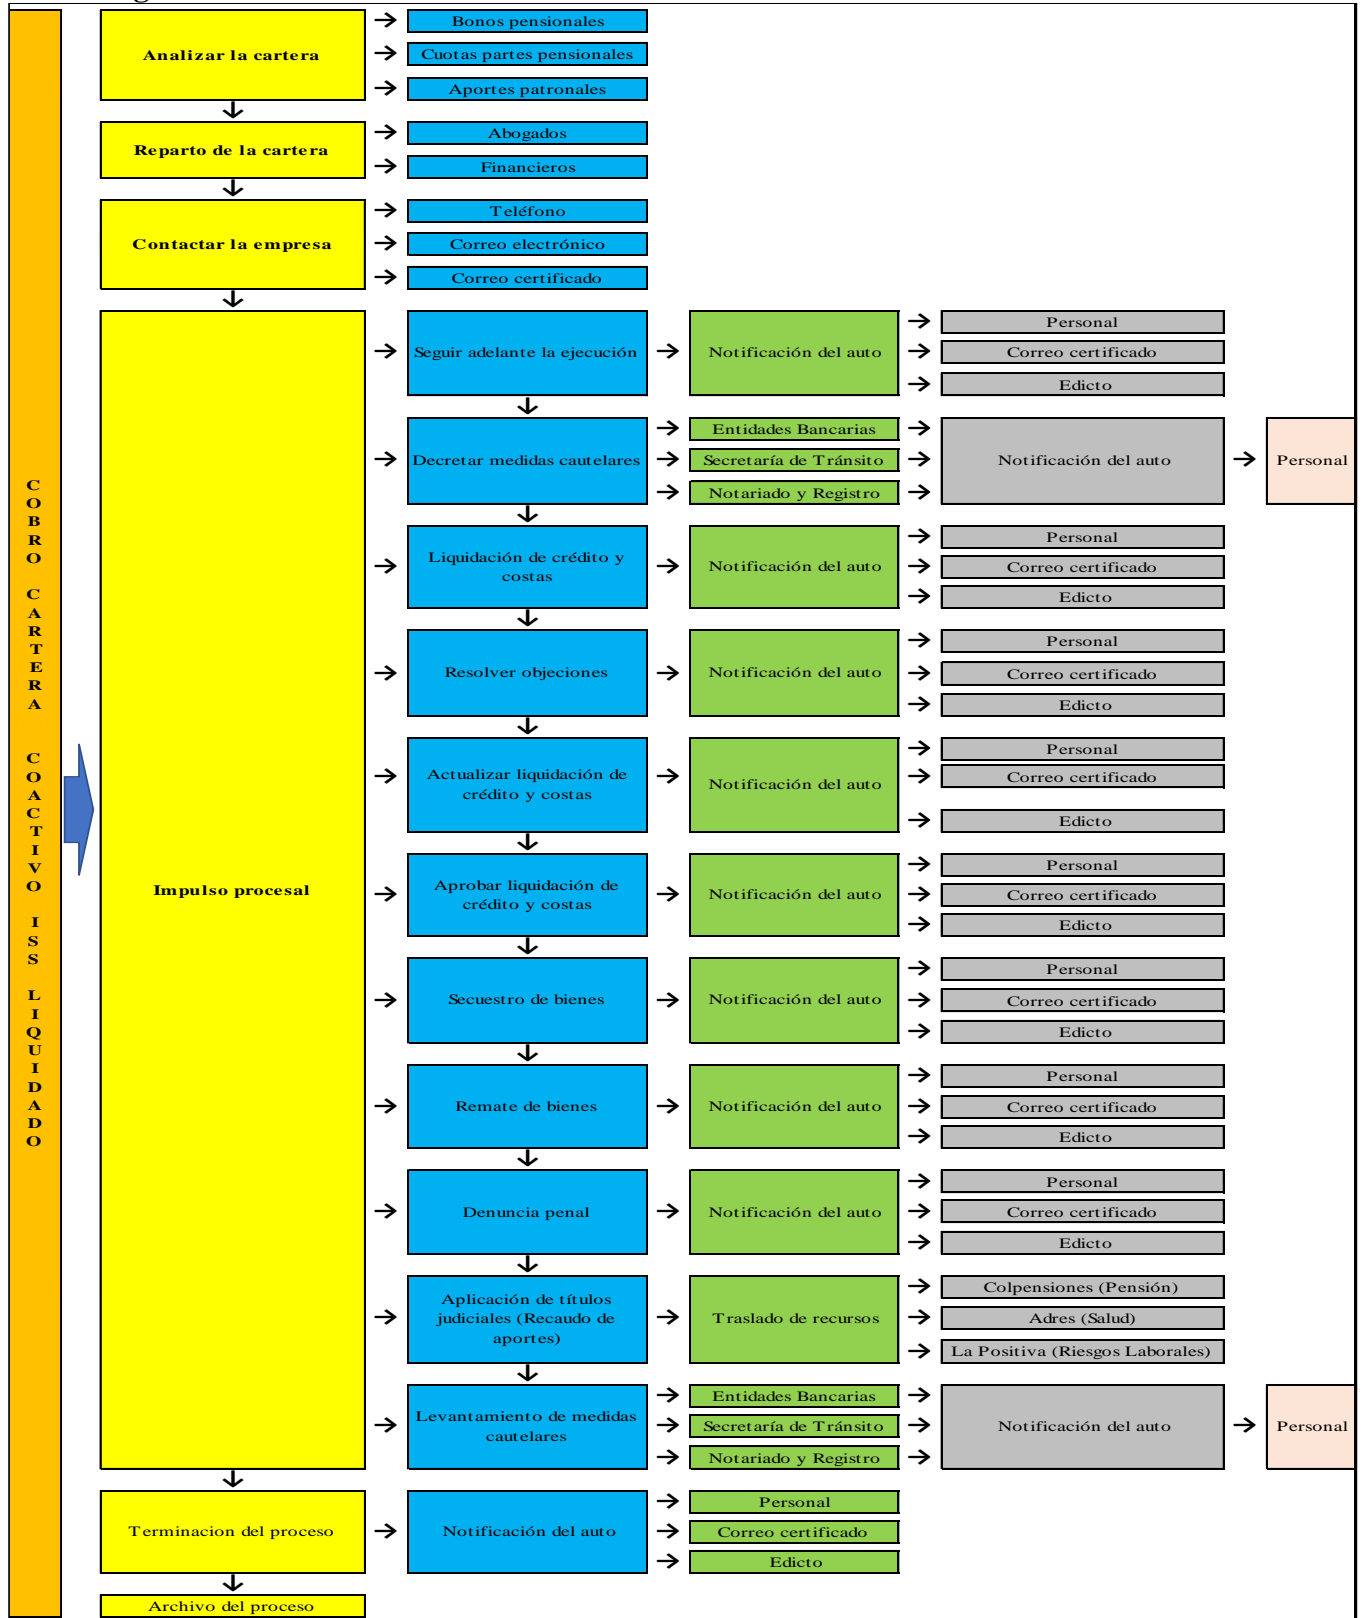 COBRO CARTERA COACTIVO ISS LIQUIDADO
Analizar la cartera
Bonos pensionales
Cuotas partes pensionales
Aportes patronales
Reparto de la cartera
Abogados
Financieros
Contactar la empresa
Teléfono
Correo electrónico
Correo certificado
Impulso procesal
Seguir adelante la ejecución
Notificación del auto
Personal
Correo certificado
Edicto
Decretar medidas cautelares
Entidades Bancarias
Secretaría de Tránsito
Notariado y Registro
Notificación del auto
Personal
Liquidación de crédito y
costas
Notificación del auto
Personal
Correo certificado
Edicto
Resolver objeciones
Notificación del auto
Personal
Correo certificado
Edicto
Actualizar liquidación de
crédito y costas
Notificación del auto
Personal
Correo certificado
Edicto
Aprobar liquidación de
crédito y costas
Notificación del auto
Personal
Correo certificado
Edicto
Secuestro de bienes
Notificación del auto
Personal
Correo certificado
Edicto
Remate de bienes
Notificación del auto
Personal
Correo certificado
Edicto
Denuncia penal
Notificación del auto
Personal
Correo certificado
Edicto
Aplicación de títulos
judiciales (Recaudo de
aportes)
Traslado de recursos
Colpensiones (Pensión)
Adres (Salud)
La Positiva (Riesgos Laborales)
Levantamiento de medidas
cautelares
Entidades Bancarias
Secretaría de Tránsito
Notariado y Registro
Notificación del auto
Personal
Terminacion del proceso
Notificación del auto
Personal
Correo certificado
Edicto
Archivo del proceso